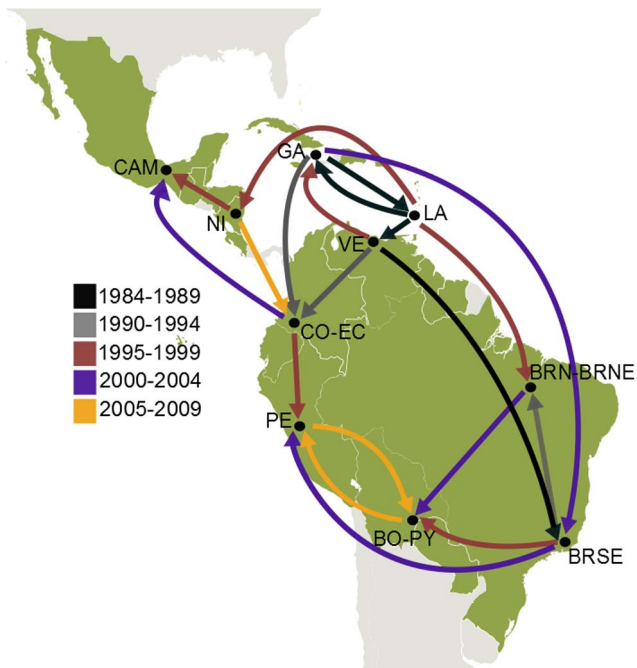 GA
CAM
LA
NI
VE
1984-1989
1990-1994
CO-EC
1995-1999
BRN-BRNE
2000-2004
2005-2009
PE
BO-PY
BRSE